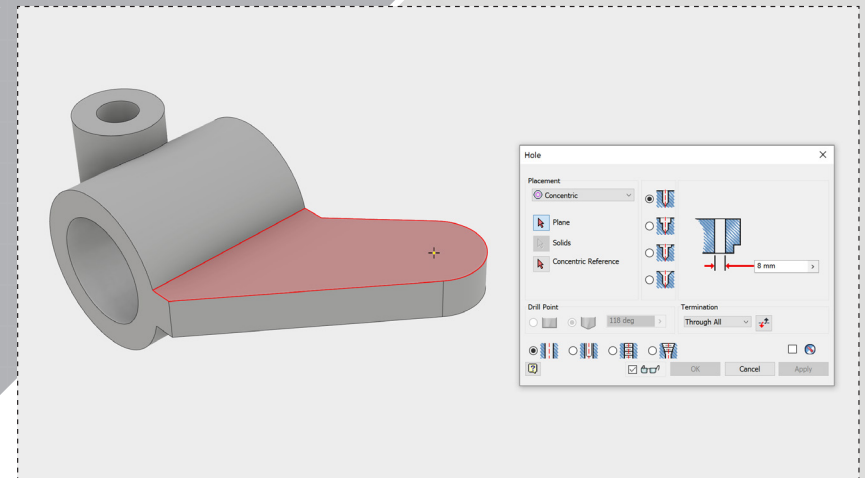 Hole
Placement
Concentric
Plane
Solids
Concentric Reference
8 mm
Drill Point
118 deg
Termination
Through All
OK
Cancel
Apply